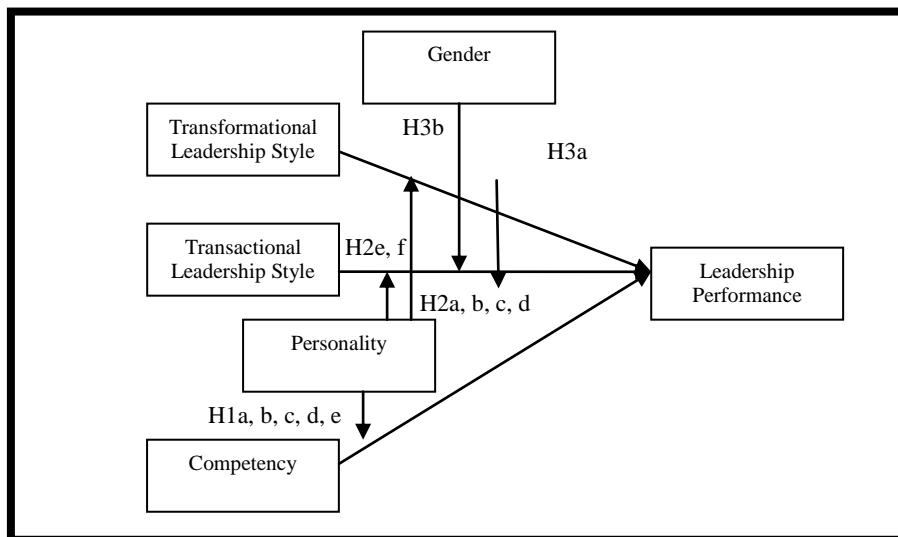 Gender
Transformational
Leadership Style
H3b
H3a
Transactional
Leadership Style
H2e, f
Leadership
Performance
H2a, b, c, d
Personality
H1a, b, c, d, e
Competency